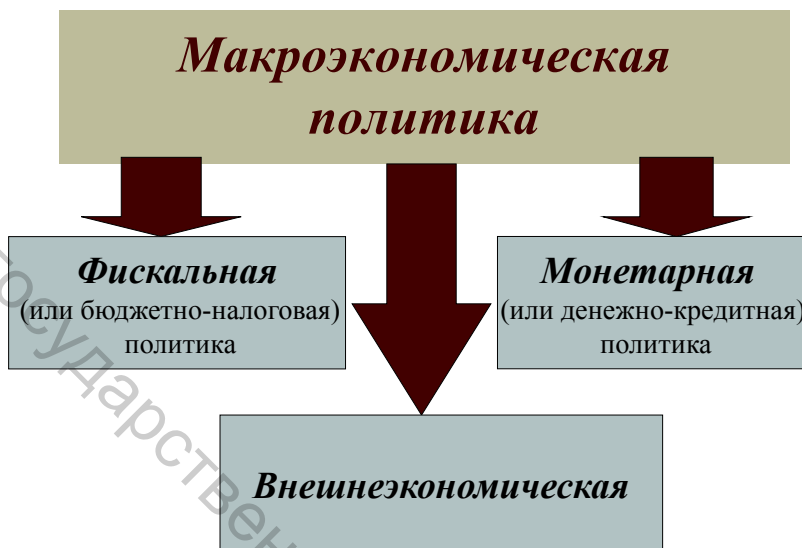 Макроэкономическая
политика
Фискальная
(или бюджетно-налоговая)
политика
Монетарная
(или денежно-кредитная)
политика
Внешнеэкономическая